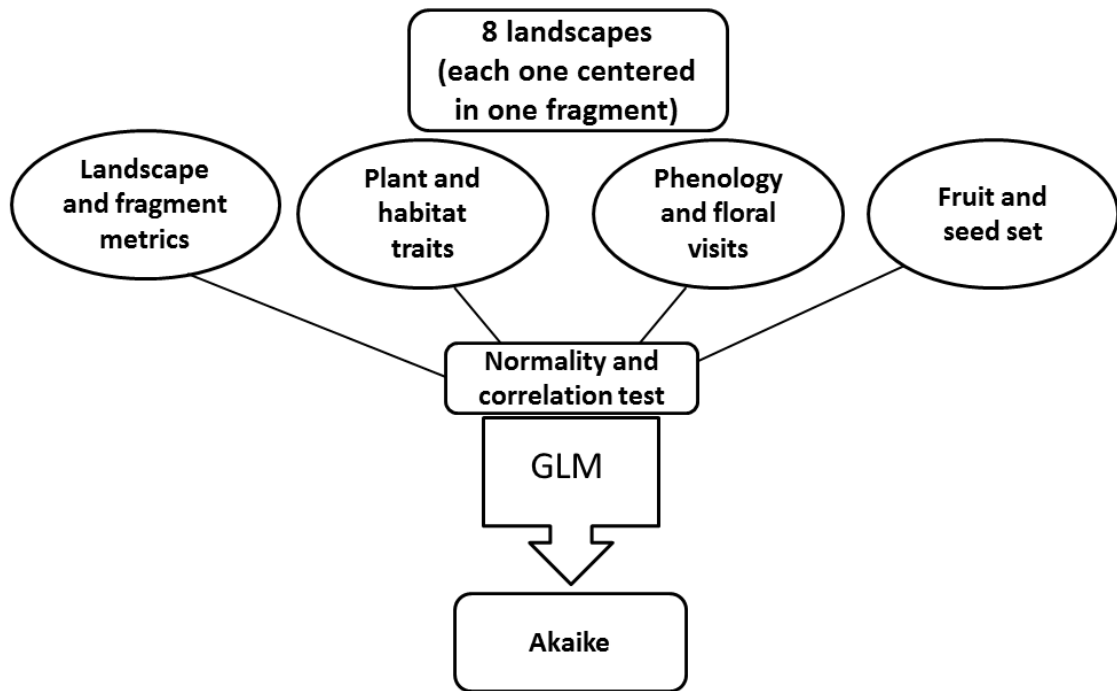 8 landscapes
(each one centered
in one fragment)
Landscape
and fragment
metrics
Plant and
habitat
traits
Phenology
and floral
visits
Fruit and
seed set
Normality and
correlation test
GLM
Akaike